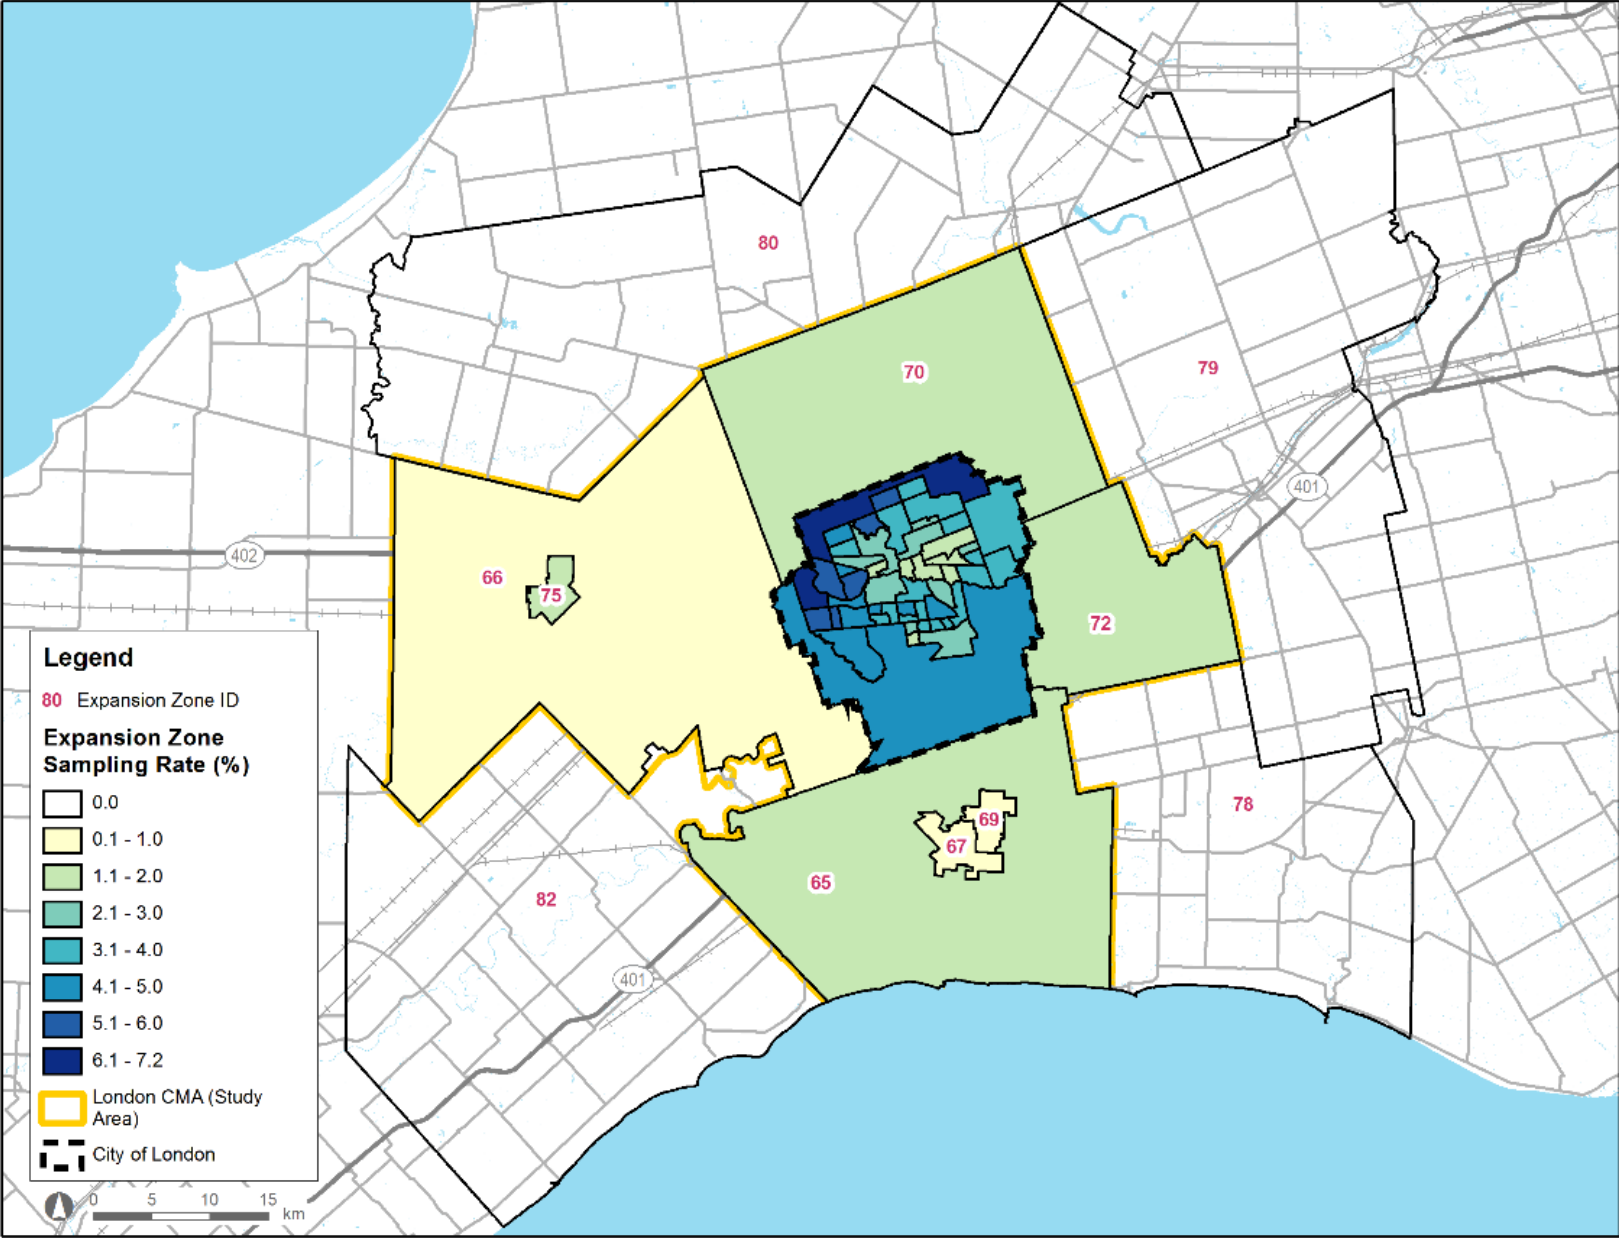 80
70
79
401
402
66
75
72
Legend
80 Expansion Zone ID
Expansion Zone
Sampling Rate (%)
0.0
0.1 - 1.0
1.1 - 2.0
2.1 - 3.0
3.1 - 4.0
4.1 - 5.0
5.1 - 6.0
6.1 - 7.2
London CMA (Study
Area)
City of London
69
67
78
65
82
401
0 5 10 15
km